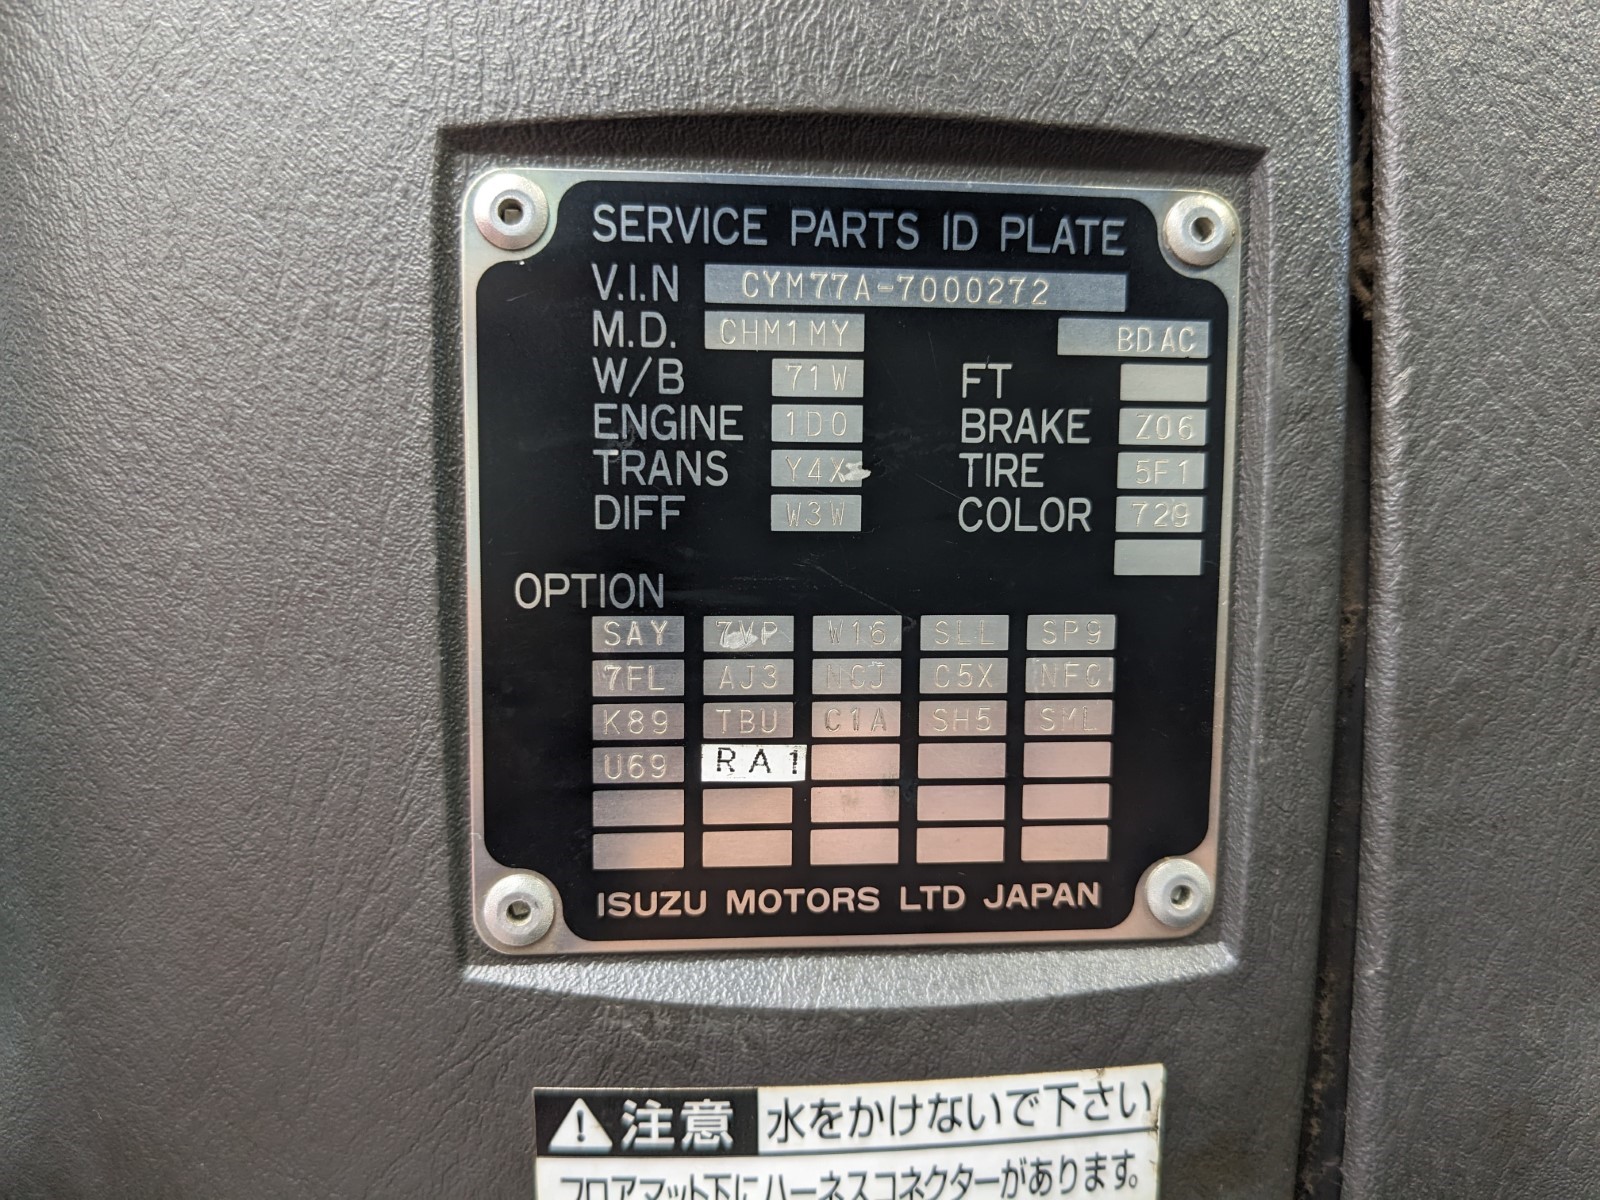 SERVICE PARTS ID PLATE
V.I.N CYM77A-7000272
M.D. CHM1MY BDAC
W/B 71W FT
ENGINE 1D0 BRAKE Z06
TRANS Y4X TIRE 5F1
DIFF W3W COLOR 729
OPTION
SAY 7VP W16 SLL SP9
7FL AJ3 HCJ C5X NFC
K89 TBU C1A SH5 SML
U69 RA1
ISUZU MOTORS LTD JAPAN
注意 水をかけないで下さい
フロアマット下にハーネスコネクターがあります。